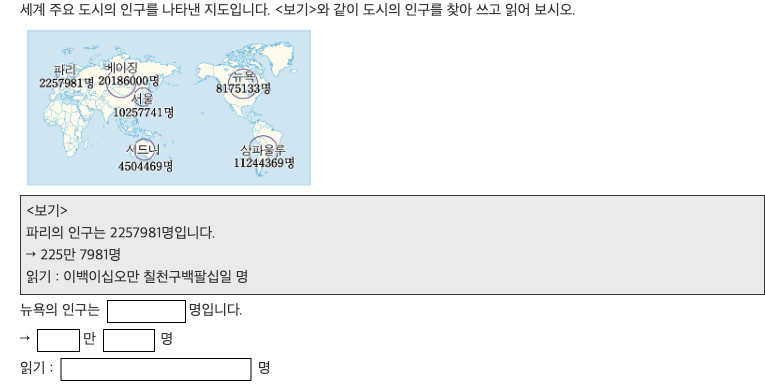 세계 주요 도시의 인구를 나타낸 지도입니다. <보기>와 같이 도시의 인구를 찾아 쓰고 읽어 보시오.
파리
2257981명
베이징
20186000명
서울
10257741명
시드니
4504469명
뉴욕
8175133명
상파울루
11244369명
<보기>
파리의 인구는 2257981명입니다.
→ 225만 7981명
읽기 : 이백이십오만 칠천구백팔십일 명
뉴욕의 인구는 명입니다.
→ 만 명
읽기 : 명